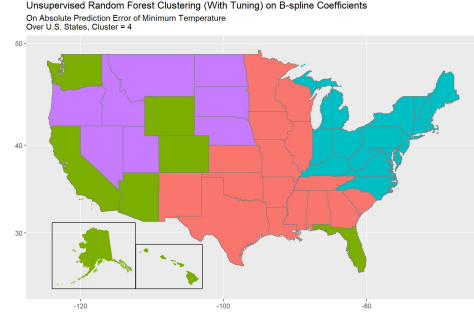 Unsupervised Random Forest Clustering (With Tuning) on B-spline Coefficients
On Absolute Prediction Error of Minimum Temperature
Over U.S. States, Cluster = 4
50
40
30
-120
-100
-80